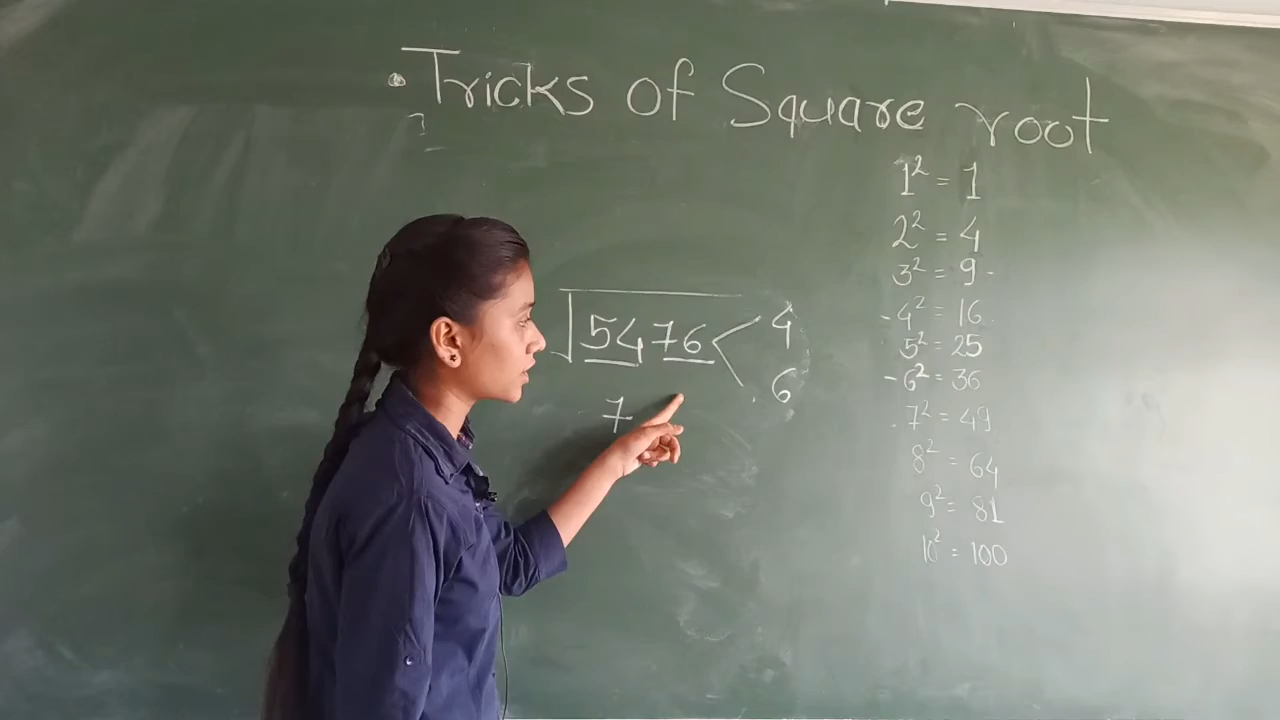 • Tricks of Square root
1² = 1
2² = 4
3² = 9
4² = 16
5² = 25
6² = 36
7² = 49
8² = 64
9² = 81
10² = 100
√5476 < 4
6
7